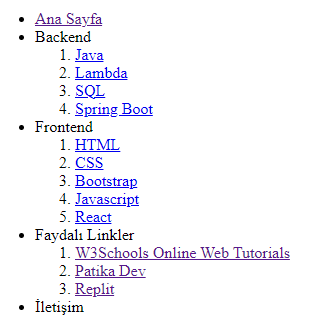 Ana Sayfa
Backend
1. Java
2. Lambda
3. SQL
4. Spring Boot
Frontend
1. HTML
2. CSS
3. Bootstrap
4. Javascript
5. React
Faydalı Linkler
1. W3Schools Online Web Tutorials
2. Patika Dev
3. Replit
İletişim